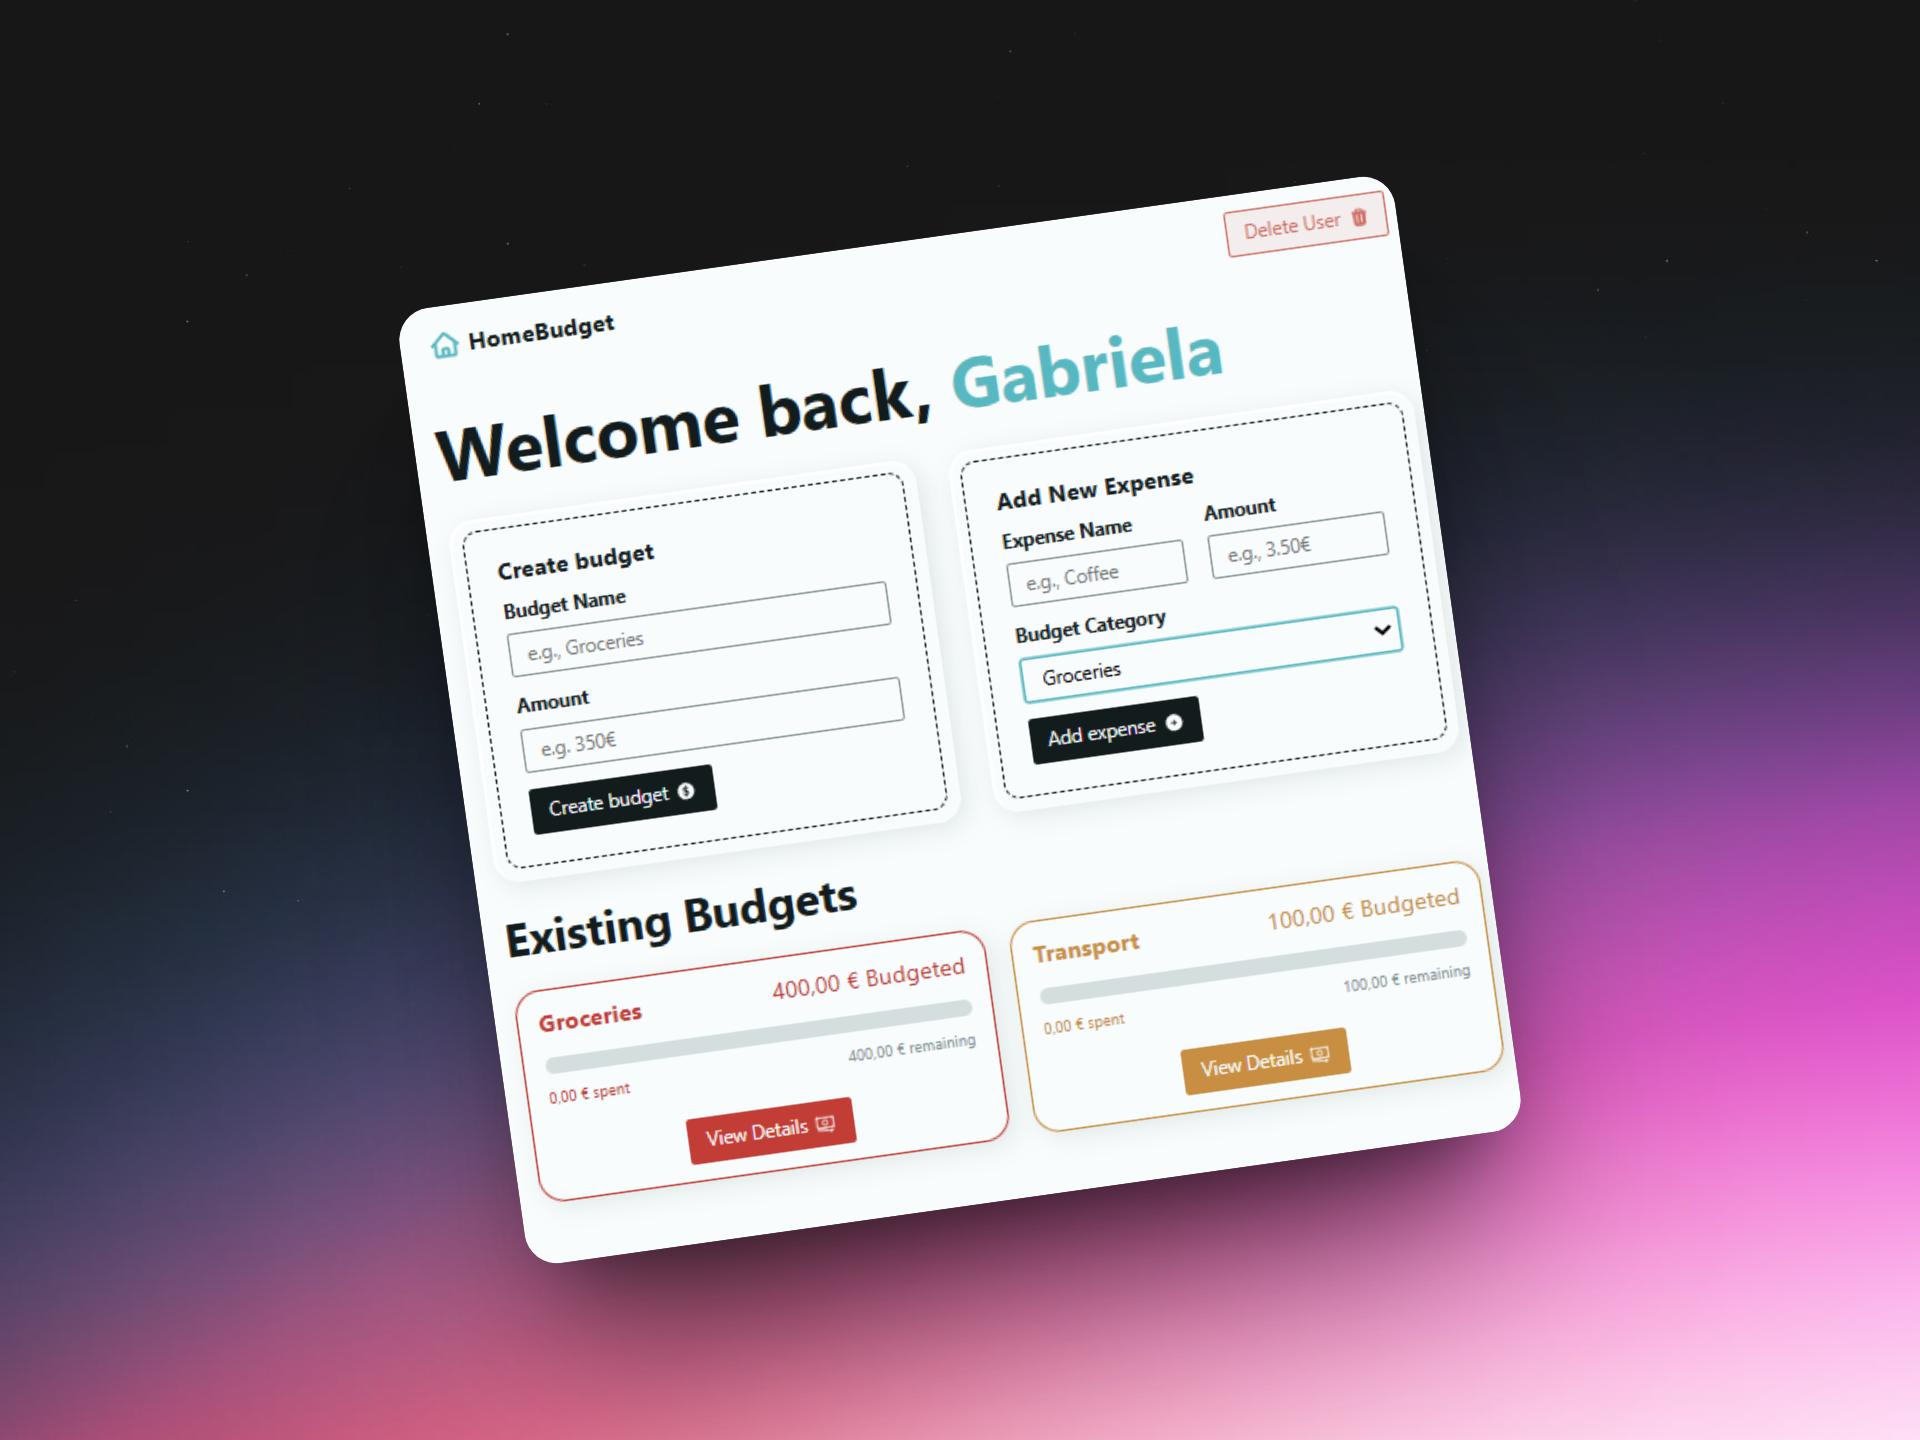 Delete User
HomeBudget
Welcome back, Gabriela
Create budget
Budget Name
e.g., Groceries
Amount
e.g. 350€
Create budget
Add New Expense
Expense Name
Amount
e.g., Coffee
e.g., 3.50€
Budget Category
Groceries
Add expense
Existing Budgets
Groceries
400,00 € Budgeted
0,00 € spent
400,00 € remaining
View Details
Transport
100,00 € Budgeted
0,00 € spent
100,00 € remaining
View Details